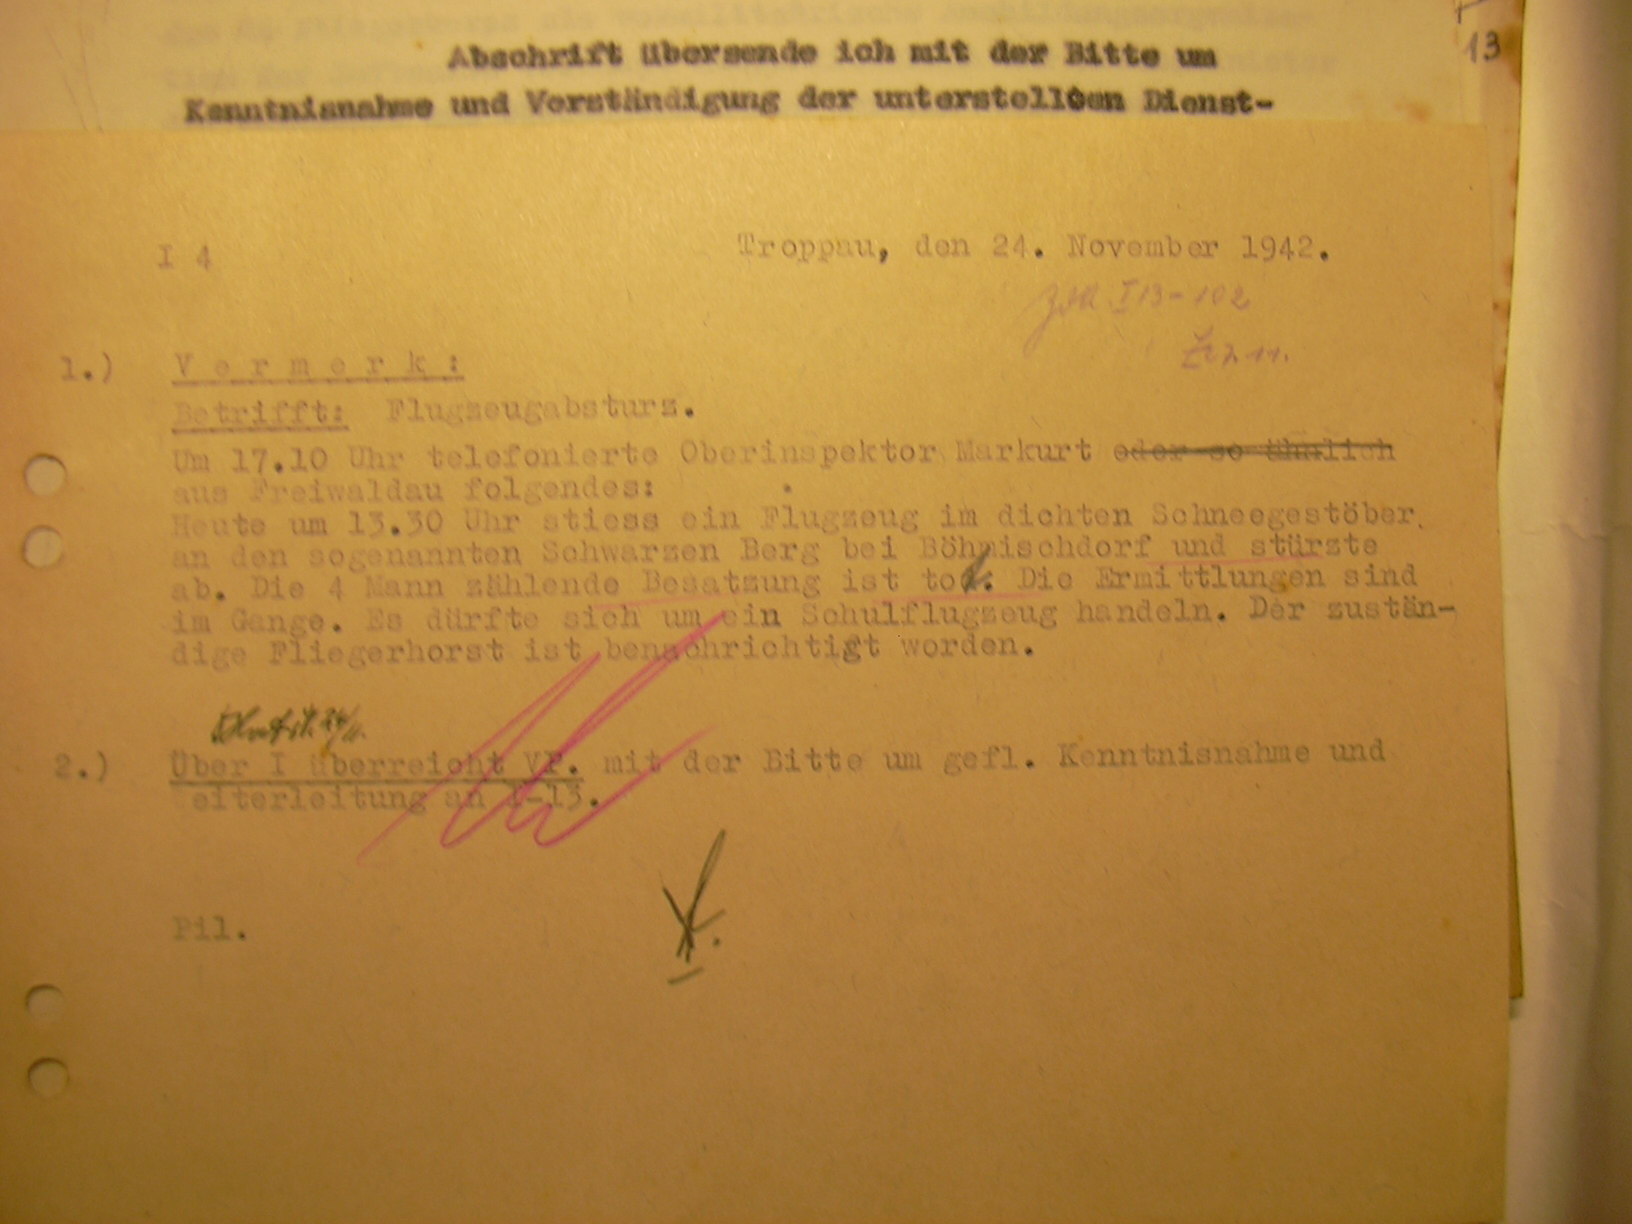 13
Abschrift übersende ich mit der Bitte um
Kenntnisnahme und Verständigung der unterstellten Dienst-
I 4
Troppau, den 24. November 1942.
I 13-102
1.) V e r m e r k :
Betrifft: Flugzeugabsturz.
Um 17.10 Uhr telefonierte Oberinspektor Markurt oder so ähnlich
aus Freiwaldau folgendes:
Heute um 13.30 Uhr stiess ein Flugzeug im dichten Schneegestöber
an den sogenannten Schwarzen Berg bei Böhmischdorf und stürzte
ab. Die 4 Mann zählende Besatzung ist tot. Die Ermittlungen sind
im Gange. Es dürfte sich um ein Schulflugzeug handeln. Der zustän-
dige Fliegerhorst ist benachrichtigt worden.
2.) Über I überreicht VP. mit der Bitte um gefl. Kenntnisnahme und
eiterleitung an I-13.
Pil.